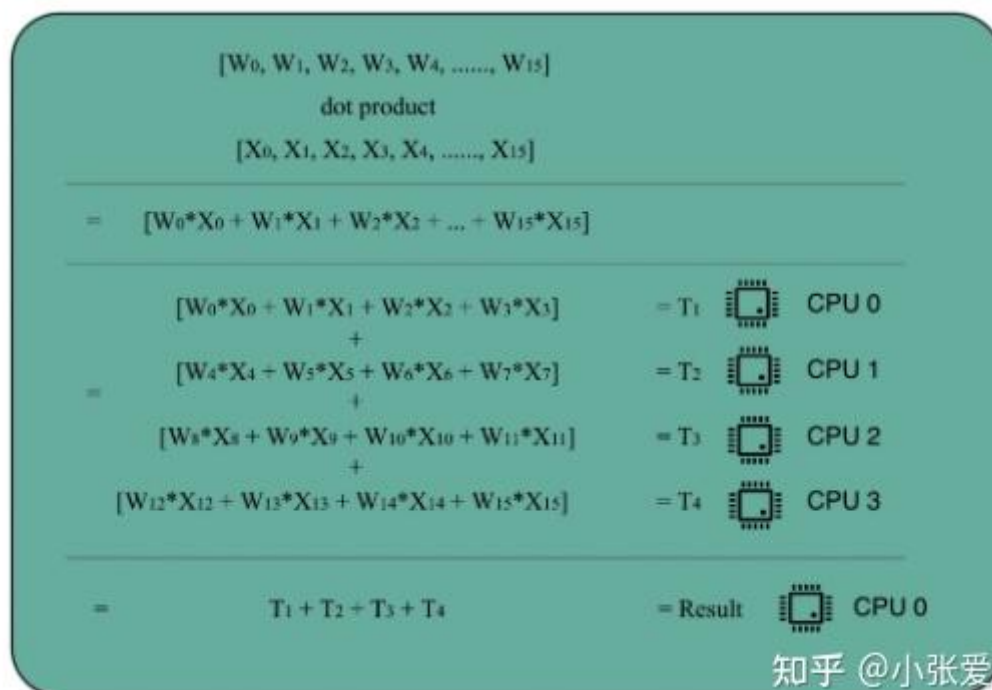 [W0, W1, W2, W3, W4, ......, W15]
dot product
[X0, X1, X2, X3, X4, ......, X15]
= [W0*X0 + W1*X1 + W2*X2 + ... + W15*X15]
[W0*X0 + W1*X1 + W2*X2 + W3*X3] = T1 CPU 0
+
[W4*X4 + W5*X5 + W6*X6 + W7*X7] = T2 CPU 1
=
+
[W8*X8 + W9*X9 + W10*X10 + W11*X11] = T3 CPU 2
+
[W12*X12 + W13*X13 + W14*X14 + W15*X15] = T4 CPU 3
= T1 + T2 + T3 + T4 = Result CPU 0
知乎 @小张爱